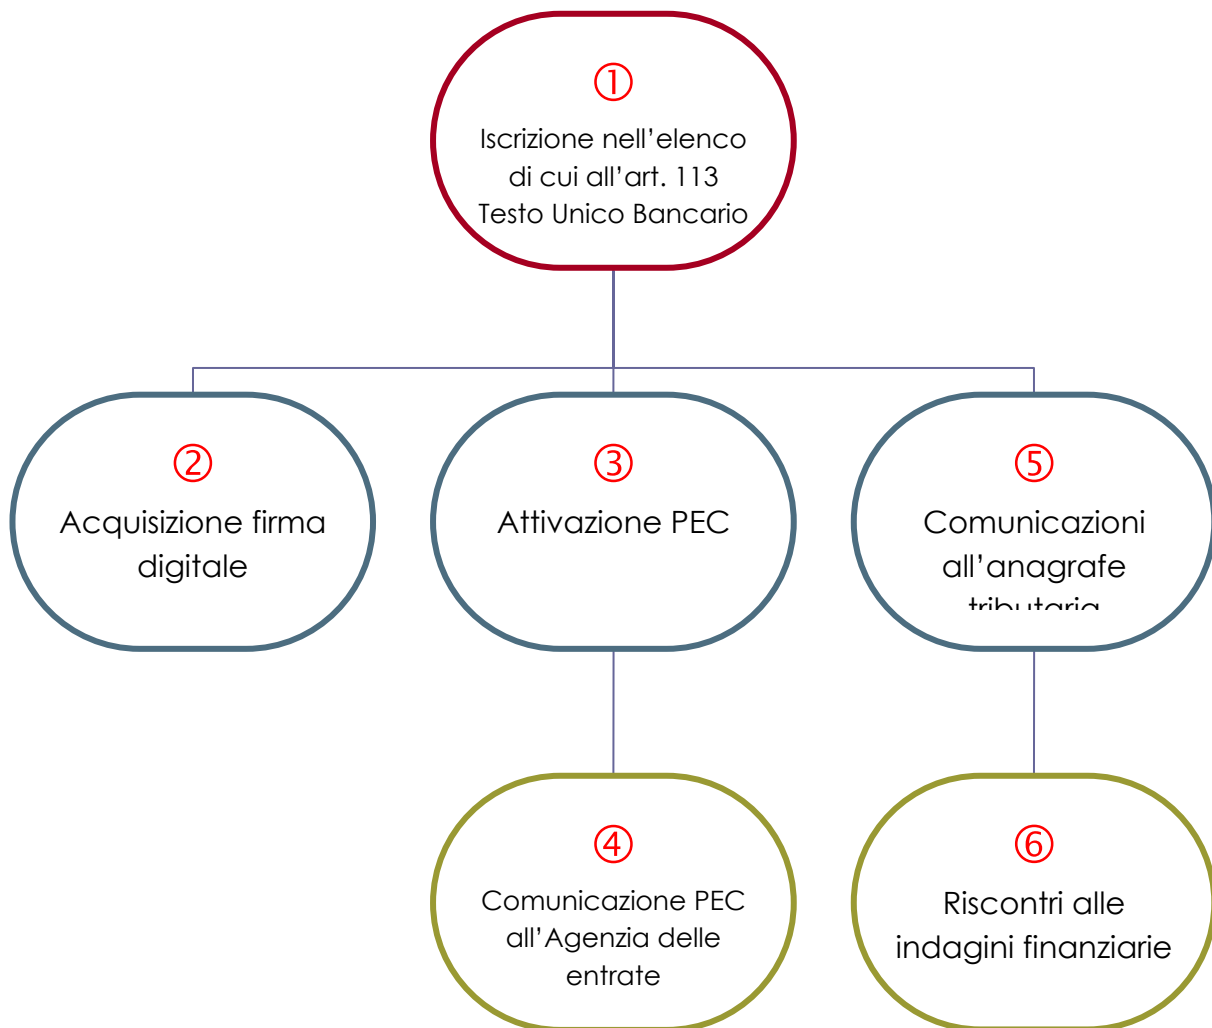 ①
Iscrizione nell’elenco
di cui all’art. 113
Testo Unico Bancario
②
Acquisizione firma
digitale
③
Attivazione PEC
⑤
Comunicazioni
all’anagrafe
tributaria
④
Comunicazione PEC
all’Agenzia delle
entrate
⑥
Riscontri alle
indagini finanziarie